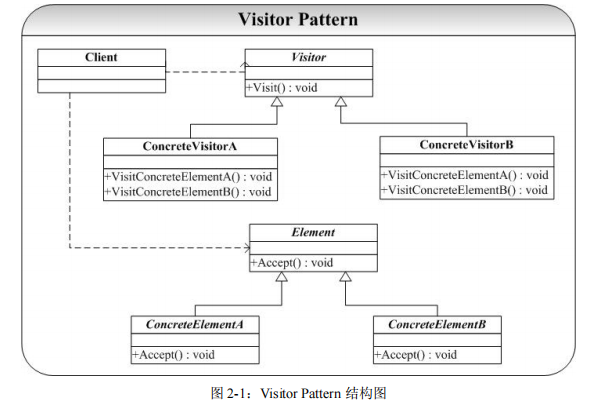 Visitor Pattern
Client
Visitor
+Visit() : void
ConcreteVisitorA
+VisitConcreteElementA() : void
+VisitConcreteElementB() : void
ConcreteVisitorB
+VisitConcreteElementA() : void
+VisitConcreteElementB() : void
Element
+Accept() : void
ConcreteElementA
+Accept() : void
ConcreteElementB
+Accept() : void
图 2-1：Visitor Pattern 结构图